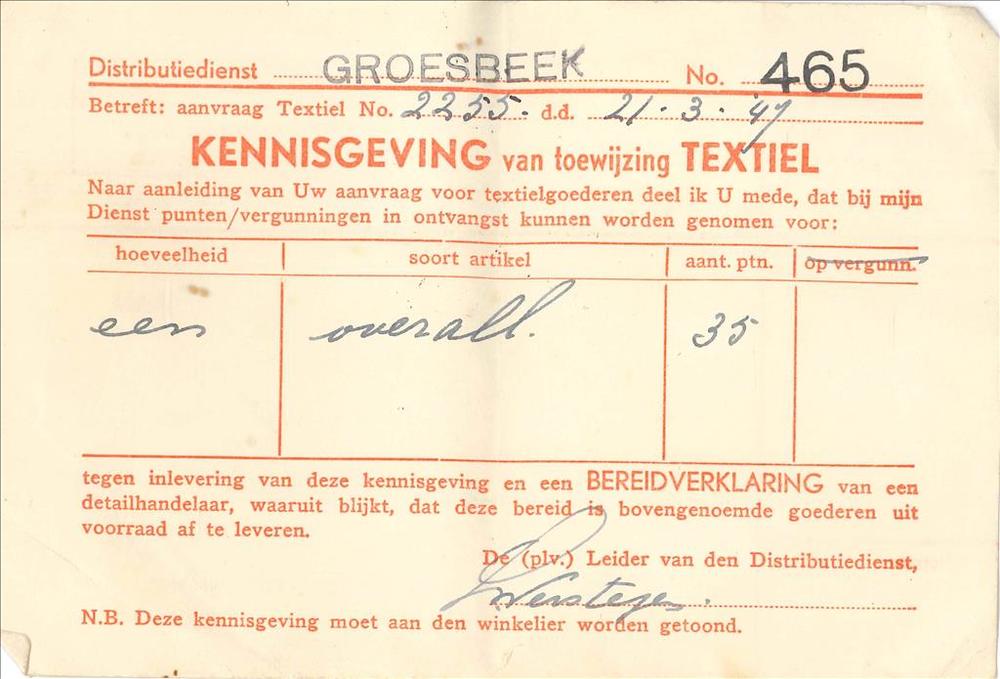 Distributiedienst GROESBEEK No. 465
Betreft: aanvraag Textiel No. 2255. d.d. 21.3.47
KENNISGEVING van toewijzing TEXTIEL
Naar aanleiding van Uw aanvraag voor textielgoederen deel ik U mede, dat bij mijn
Dienst punten/vergunningen in ontvangst kunnen worden genomen voor:
hoeveelheid soort artikel aant. ptn. op vergunn.
een overall. 35
tegen inlevering van deze kennisgeving en een BEREIDVERKLARING van een
detailhandelaar, waaruit blijkt, dat deze bereid is bovengenoemde goederen uit
voorraad af te leveren.
De (plv.) Leider van den Distributiedienst,
N.B. Deze kennisgeving moet aan den winkelier worden getoond.